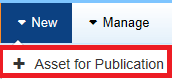 New Manage
Asset for Publication